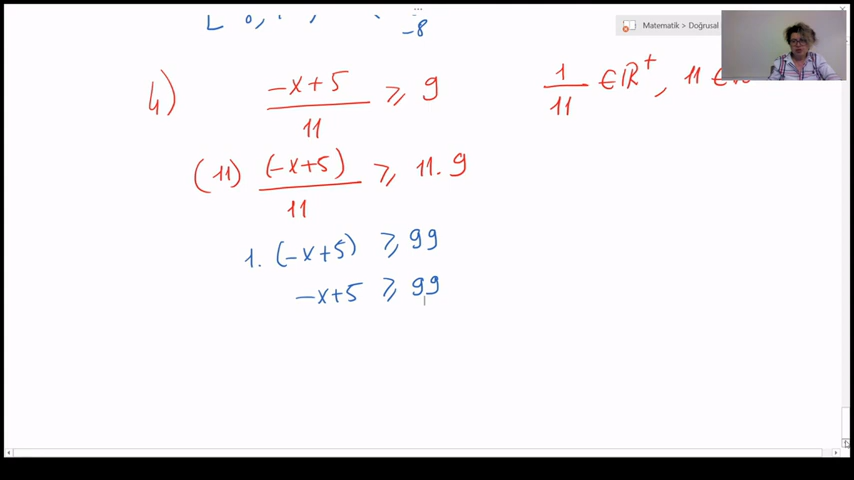 -8
Matematik > Doğrusal
4) (-x+5)/11 ≥ 9 1/11 ∈ ℝ⁺, 11 ∈
(11) (-x+5)/11 ≥ 11.9
1. (-x+5) ≥ 99
-x+5 ≥ 99